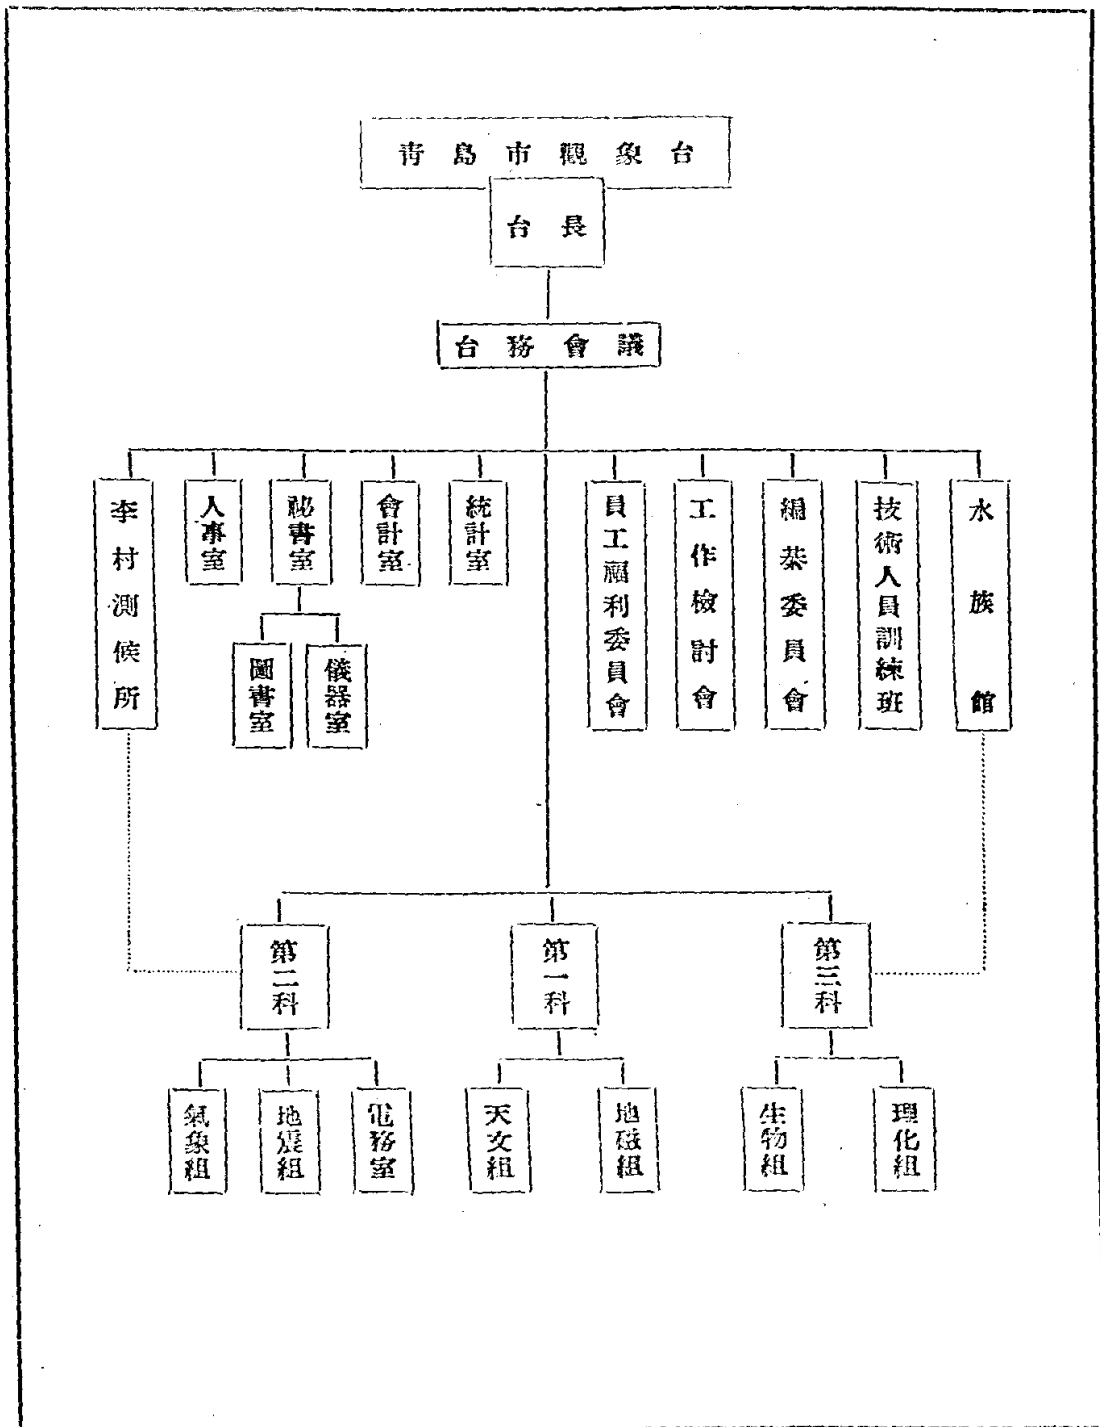 青島市觀象台
台長
台務會議
李村測候所
人事室
祕書室
會計室
統計室
員工福利委員會
工作檢討會
編纂委員會
技術人員訓練班
水族館
圖書室
儀器室
第二科
第一科
第三科
氣象組
地震組
電務室
天文組
地磁組
生物組
理化組